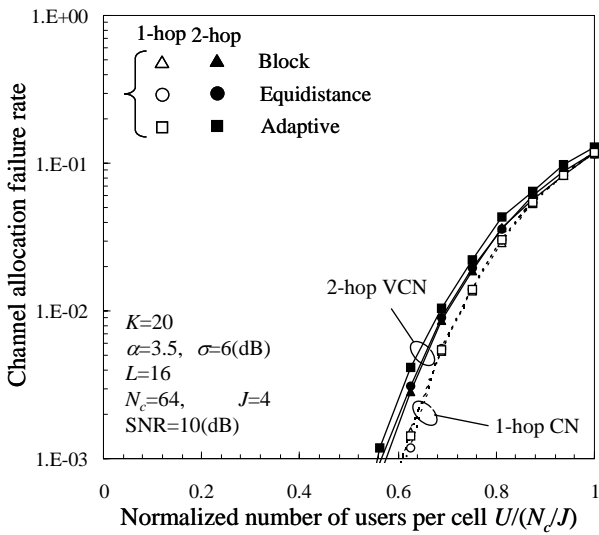 1.E+00
1-hop 2-hop
Block
Equidistance
Adaptive
1.E-01
Channel allocation failure rate
2-hop VCN
1.E-02
K=20
α=3.5, σ=6(dB)
L=16
N_c=64, J=4
SNR=10(dB)
1-hop CN
1.E-03
0 0.2 0.4 0.6 0.8 1
Normalized number of users per cell U/(N_c/J)